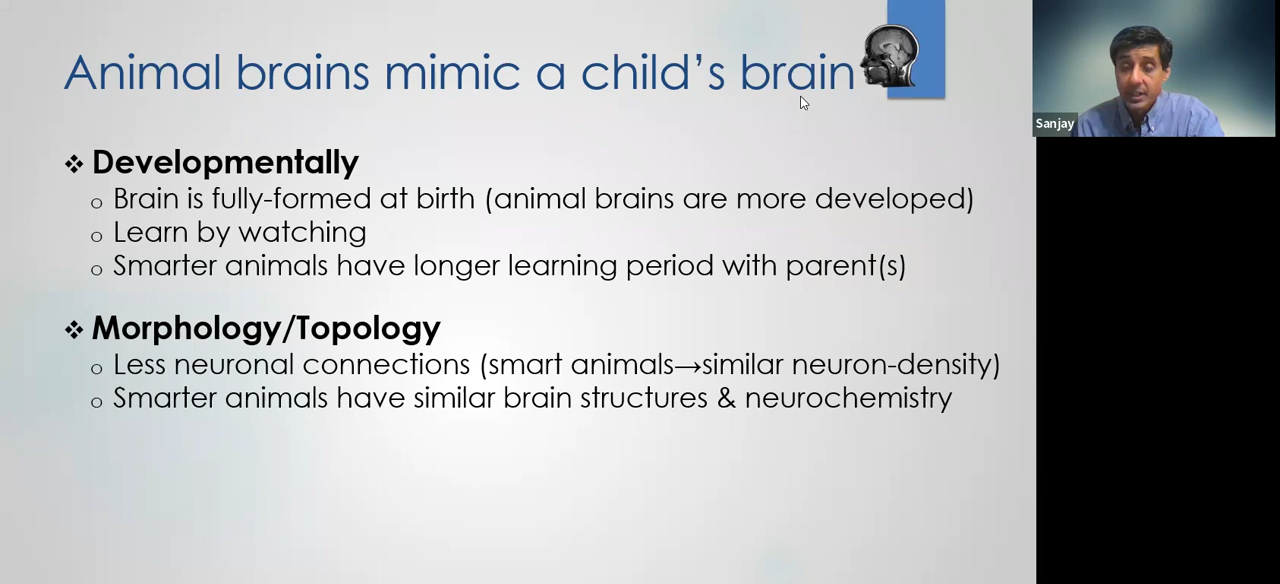 Animal brains mimic a child's brain
Sanjay
❖ Developmentally
o Brain is fully-formed at birth (animal brains are more developed)
o Learn by watching
o Smarter animals have longer learning period with parent(s)
❖ Morphology/Topology
o Less neuronal connections (smart animals→similar neuron-density)
o Smarter animals have similar brain structures & neurochemistry